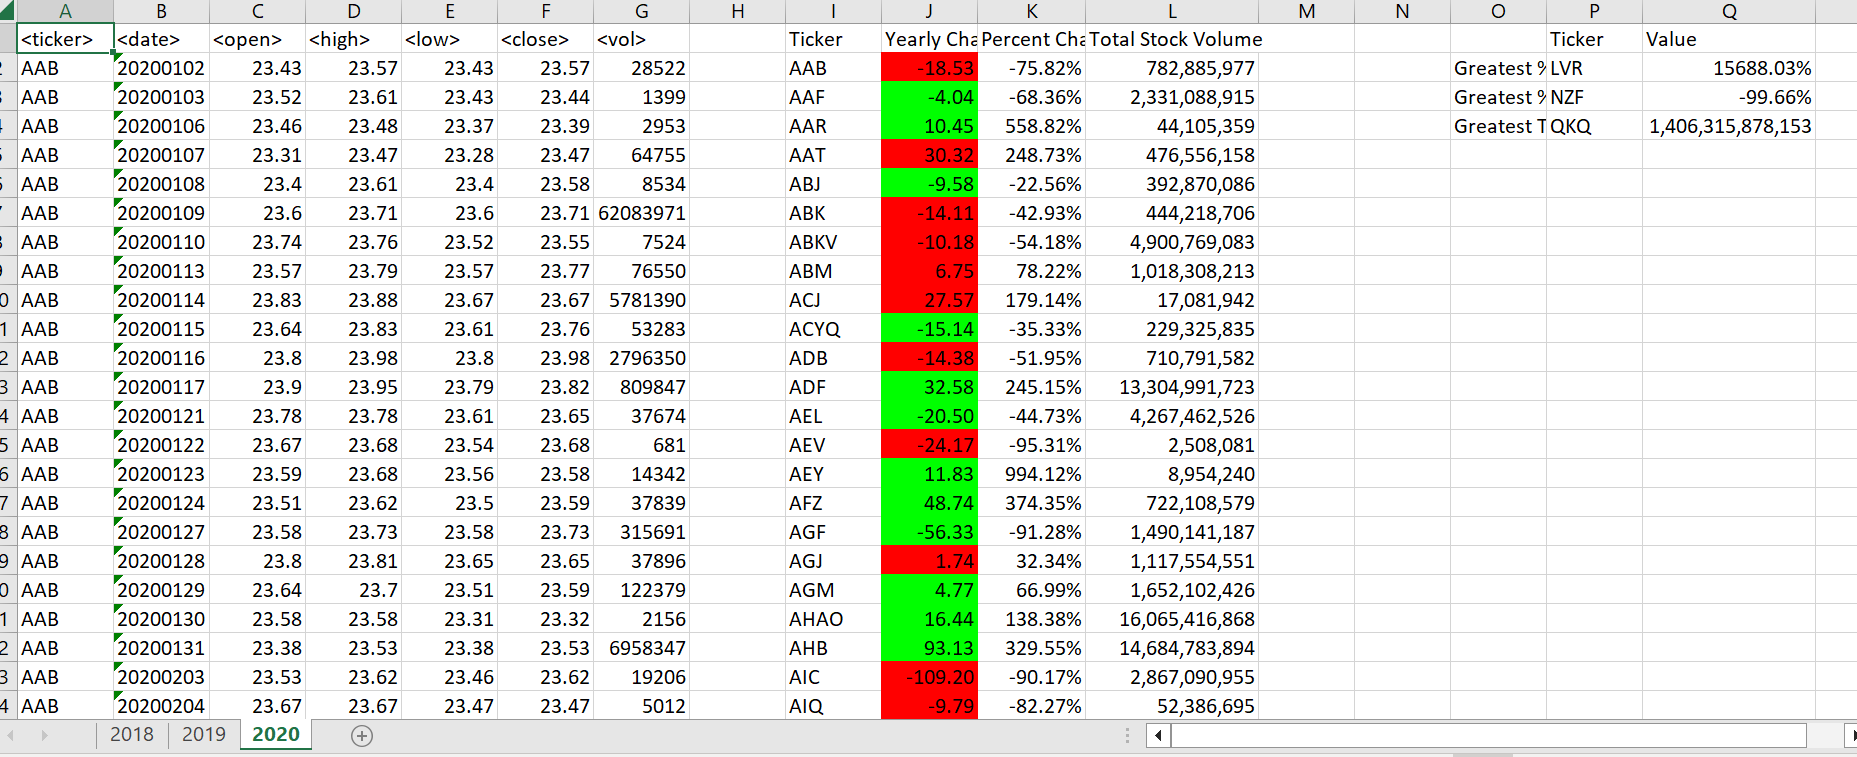 A B C D E F G H I J K L M N O P Q
<ticker> <date> <open> <high> <low> <close> <vol> Ticker Yearly Cha Percent Cha Total Stock Volume Ticker Value
2 AAB 20200102 23.43 23.57 23.43 23.57 28522 AAB -18.53 -75.82% 782,885,977 Greatest % LVR 15688.03%
3 AAB 20200103 23.52 23.61 23.43 23.44 1399 AAF -4.04 -68.36% 2,331,088,915 Greatest % NZF -99.66%
4 AAB 20200106 23.46 23.48 23.37 23.39 2953 AAR 10.45 558.82% 44,105,359 Greatest T QKQ 1,406,315,878,153
5 AAB 20200107 23.31 23.47 23.28 23.47 64755 AAT 30.32 248.73% 476,556,158
6 AAB 20200108 23.4 23.61 23.4 23.58 8534 ABJ -9.58 -22.56% 392,870,086
7 AAB 20200109 23.6 23.71 23.6 23.71 62083971 ABK -14.11 -42.93% 444,218,706
8 AAB 20200110 23.74 23.76 23.52 23.55 7524 ABKV -10.18 -54.18% 4,900,769,083
9 AAB 20200113 23.57 23.79 23.57 23.77 76550 ABM 6.75 78.22% 1,018,308,213
0 AAB 20200114 23.83 23.88 23.67 23.67 5781390 ACJ 27.57 179.14% 17,081,942
1 AAB 20200115 23.64 23.83 23.61 23.76 53283 ACYQ -15.14 -35.33% 229,325,835
2 AAB 20200116 23.8 23.98 23.8 23.98 2796350 ADB -14.38 -51.95% 710,791,582
3 AAB 20200117 23.9 23.95 23.79 23.82 809847 ADF 32.58 245.15% 13,304,991,723
4 AAB 20200121 23.78 23.78 23.61 23.65 37674 AEL -20.50 -44.73% 4,267,462,526
5 AAB 20200122 23.67 23.68 23.54 23.68 681 AEV -24.17 -95.31% 2,508,081
6 AAB 20200123 23.59 23.68 23.56 23.58 14342 AEY 11.83 994.12% 8,954,240
7 AAB 20200124 23.51 23.62 23.5 23.59 37839 AFZ 48.74 374.35% 722,108,579
8 AAB 20200127 23.58 23.73 23.58 23.73 315691 AGF -56.33 -91.28% 1,490,141,187
9 AAB 20200128 23.8 23.81 23.65 23.65 37896 AGJ 1.74 32.34% 1,117,554,551
0 AAB 20200129 23.64 23.7 23.51 23.59 122379 AGM 4.77 66.99% 1,652,102,426
1 AAB 20200130 23.58 23.58 23.31 23.32 2156 AHAO 16.44 138.38% 16,065,416,868
2 AAB 20200131 23.38 23.53 23.38 23.53 6958347 AHB 93.13 329.55% 14,684,783,894
3 AAB 20200203 23.53 23.62 23.46 23.62 19206 AIC -109.20 -90.17% 2,867,090,955
4 AAB 20200204 23.67 23.67 23.47 23.47 5012 AIQ -9.79 -82.27% 52,386,695
2018 2019 2020